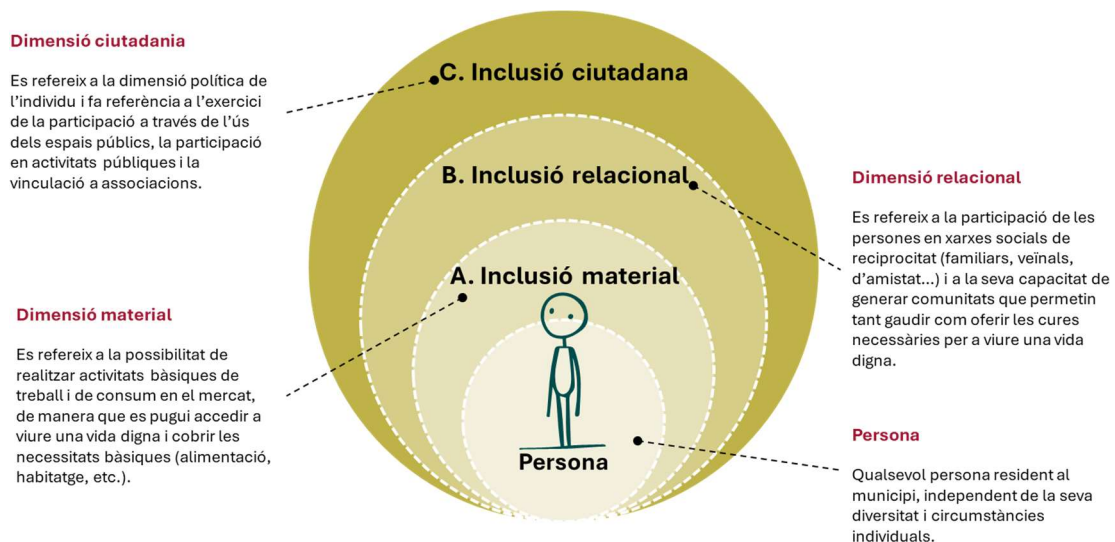 Dimensió ciutadania
Es refereix a la dimensió política de
l’individu i fa referència a l’exercici
de la participació a través de l’ús
dels espais públics, la participació
en activitats públiques i la
vinculació a associacions.
C. Inclusió ciutadana
B. Inclusió relacional
Dimensió relacional
Es refereix a la participació de les
persones en xarxes socials de
reciprocitat (familiars, veïnals,
d’amistat...) i a la seva capacitat de
generar comunitats que permetin
tant gaudir com oferir les cures
necessàries per a viure una vida
digna.
A. Inclusió material
Dimensió material
Es refereix a la possibilitat de
realitzar activitats bàsiques de
treball i de consum en el mercat,
de manera que es pugui accedir a
viure una vida digna i cobrir les
necessitats bàsiques (alimentació,
habitatge, etc.).
Persona
Persona
Qualsevol persona resident al
municipi, independent de la seva
diversitat i circumstàncies
individuals.